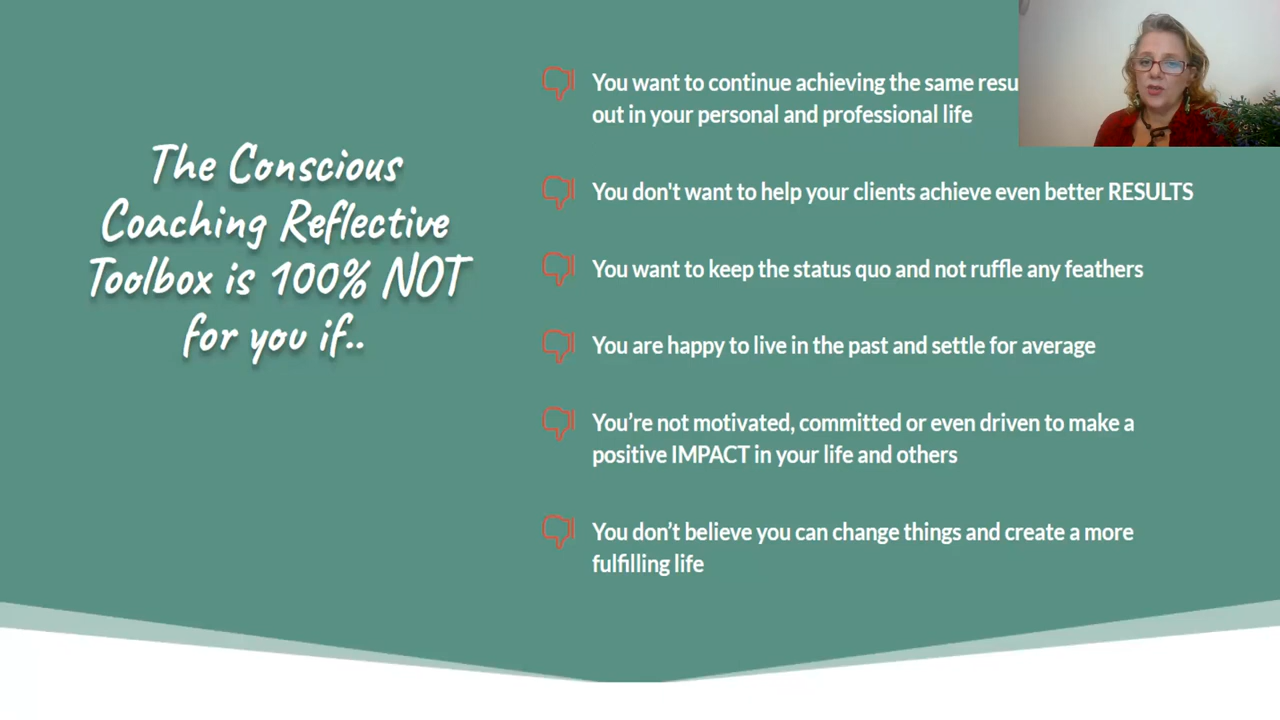 The Conscious
Coaching Reflective
Toolbox is 100% NOT
for you if..
You want to continue achieving the same
out in your personal and professional life
You don't want to help your clients achieve even better RESULTS
You want to keep the status quo and not ruffle any feathers
You are happy to live in the past and settle for average
You’re not motivated, committed or even driven to make a
positive IMPACT in your life and others
You don’t believe you can change things and create a more
fulfilling life